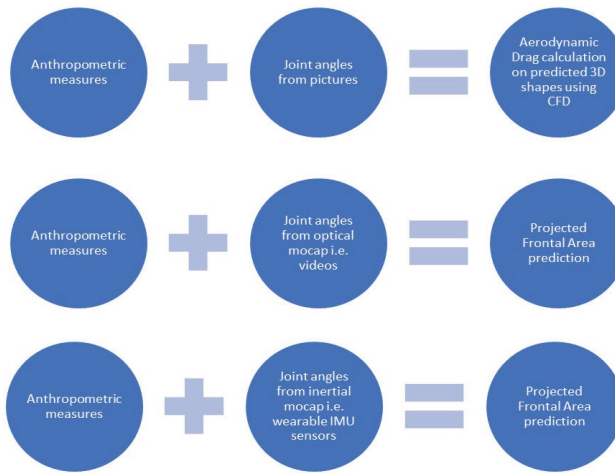 Anthropometric
measures
Joint angles
from pictures
Aerodynamic
Drag calculation
on predicted 3D
shapes using
CFD
Anthropometric
measures
Joint angles
from optical
mocap i.e.
videos
Projected
Frontal Area
prediction
Anthropometric
measures
Joint angles
from inertial
mocap i.e.
wearable IMU
sensors
Projected
Frontal Area
prediction